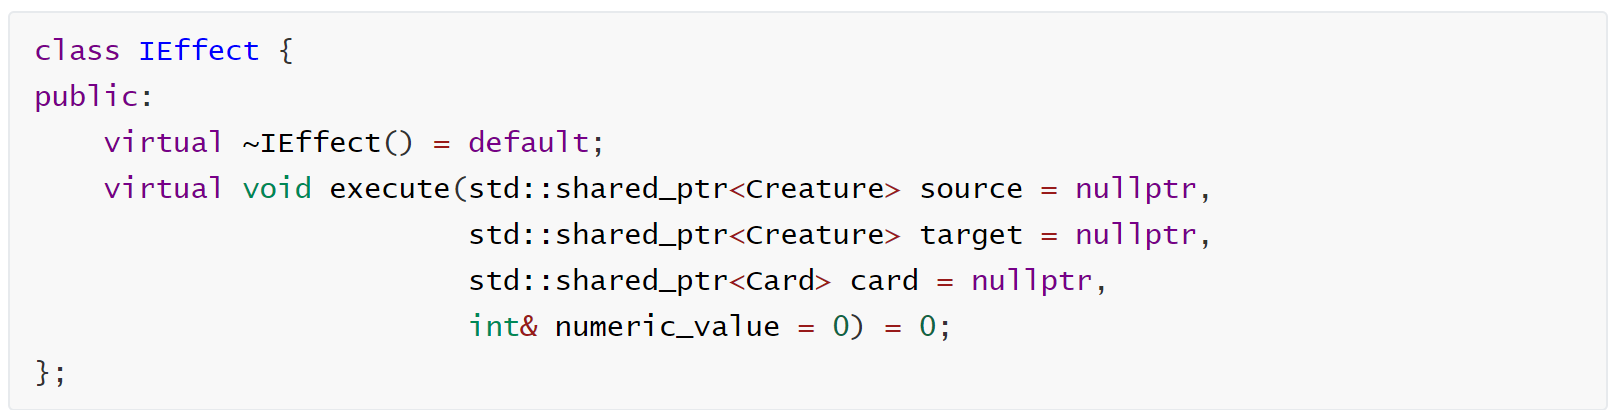 class IEffect {
public:
    virtual ~IEffect() = default;
    virtual void execute(std::shared_ptr<Creature> source = nullptr,
                         std::shared_ptr<Creature> target = nullptr,
                         std::shared_ptr<Card> card = nullptr,
                         int& numeric_value = 0) = 0;
};